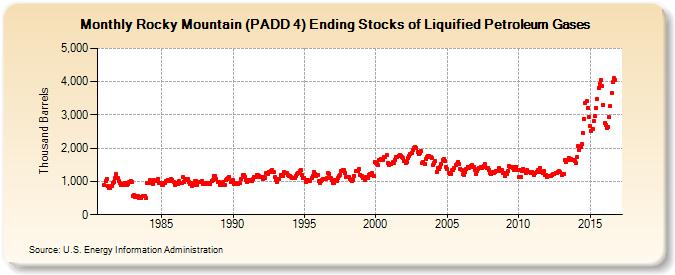 Monthly Rocky Mountain (PADD 4) Ending Stocks of Liquified Petroleum Gases
Thousand Barrels
5,000
4,000
3,000
2,000
1,000
0
1985 1990 1995 2000 2005 2010 2015
Source: U.S. Energy Information Administration